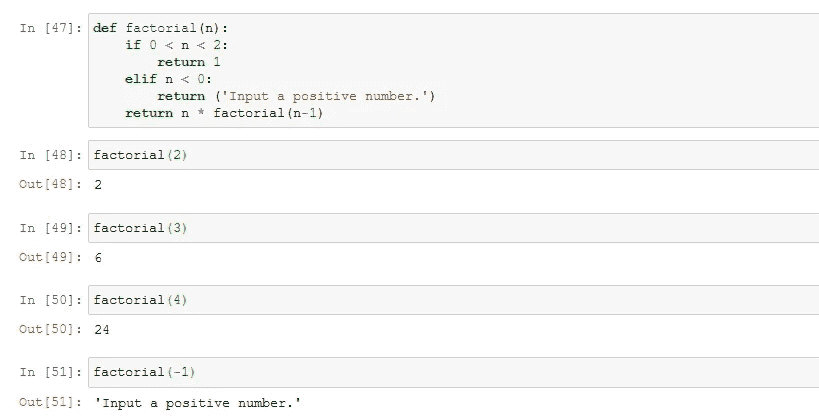 In [47]: def factorial(n):
    if 0 < n < 2:
        return 1
    elif n < 0:
        return ('Input a positive number.')
    return n * factorial(n-1)
In [48]: factorial(2)
Out[48]: 2
In [49]: factorial(3)
Out[49]: 6
In [50]: factorial(4)
Out[50]: 24
In [51]: factorial(-1)
Out[51]: 'Input a positive number.'